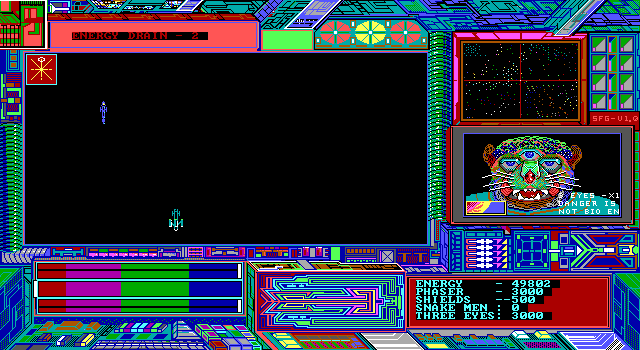 ENERGY DRAIN - 2
SFG-V1.0
EYES -X1
DANGER IS
NOT BIO EN
ENERGY - 49802
PHASER - 3000
SHIELDS --500
SNAKE MEN : 0
THREE EYES: 3000